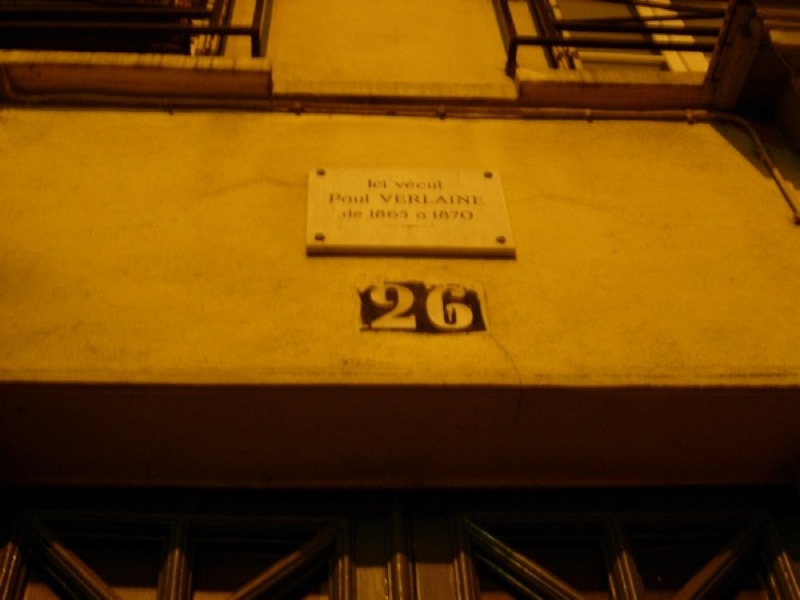 Ici vécut
Paul VERLAINE
de 1863 à 1870
26